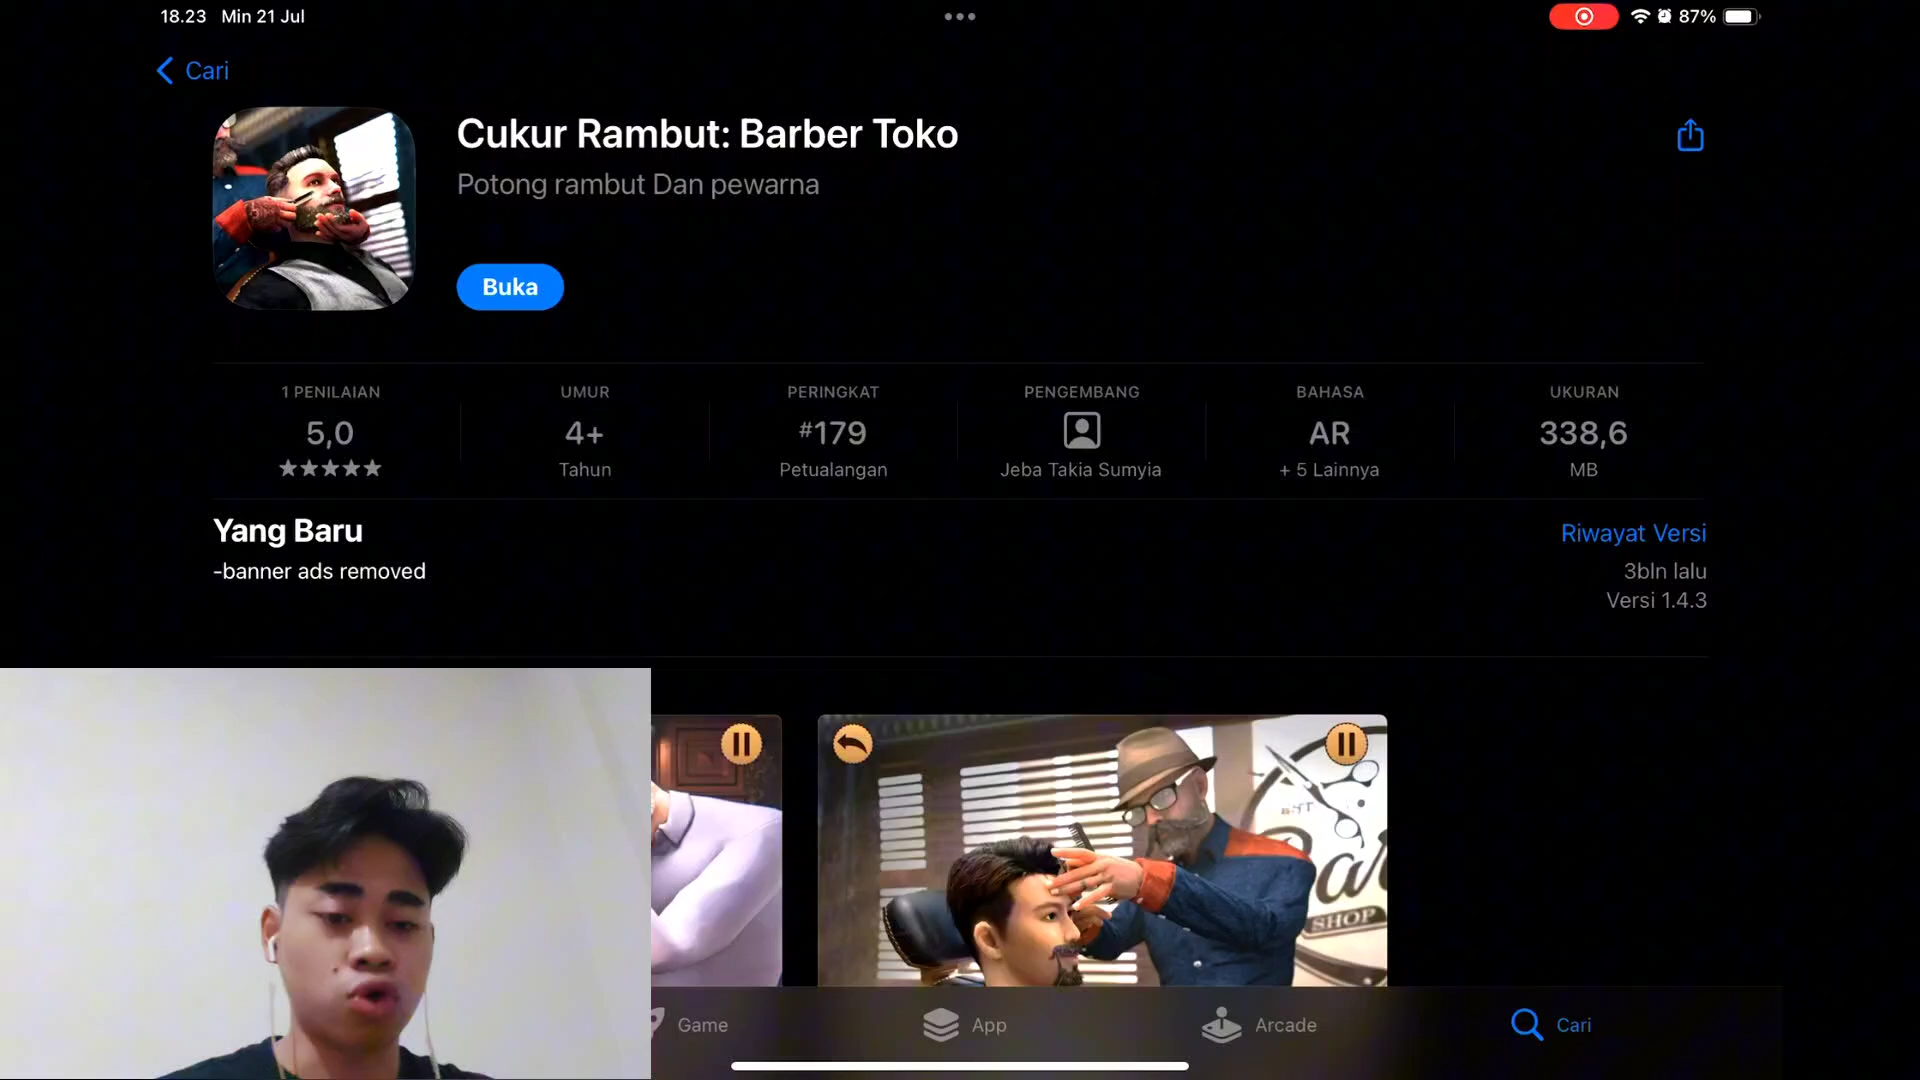 18.23 Min 21 Jul
87%
Cari
Cukur Rambut: Barber Toko
Potong rambut Dan pewarna
Buka
1 PENILAIAN
5,0
UMUR
4+
Tahun
PERINGKAT
#179
Petualangan
PENGEMBANG
Jeba Takia Sumyia
BAHASA
AR
+ 5 Lainnya
UKURAN
338,6
MB
Yang Baru
Riwayat Versi
-banner ads removed
3bln lalu
Versi 1.4.3
SHOP
Game
App
Arcade
Cari